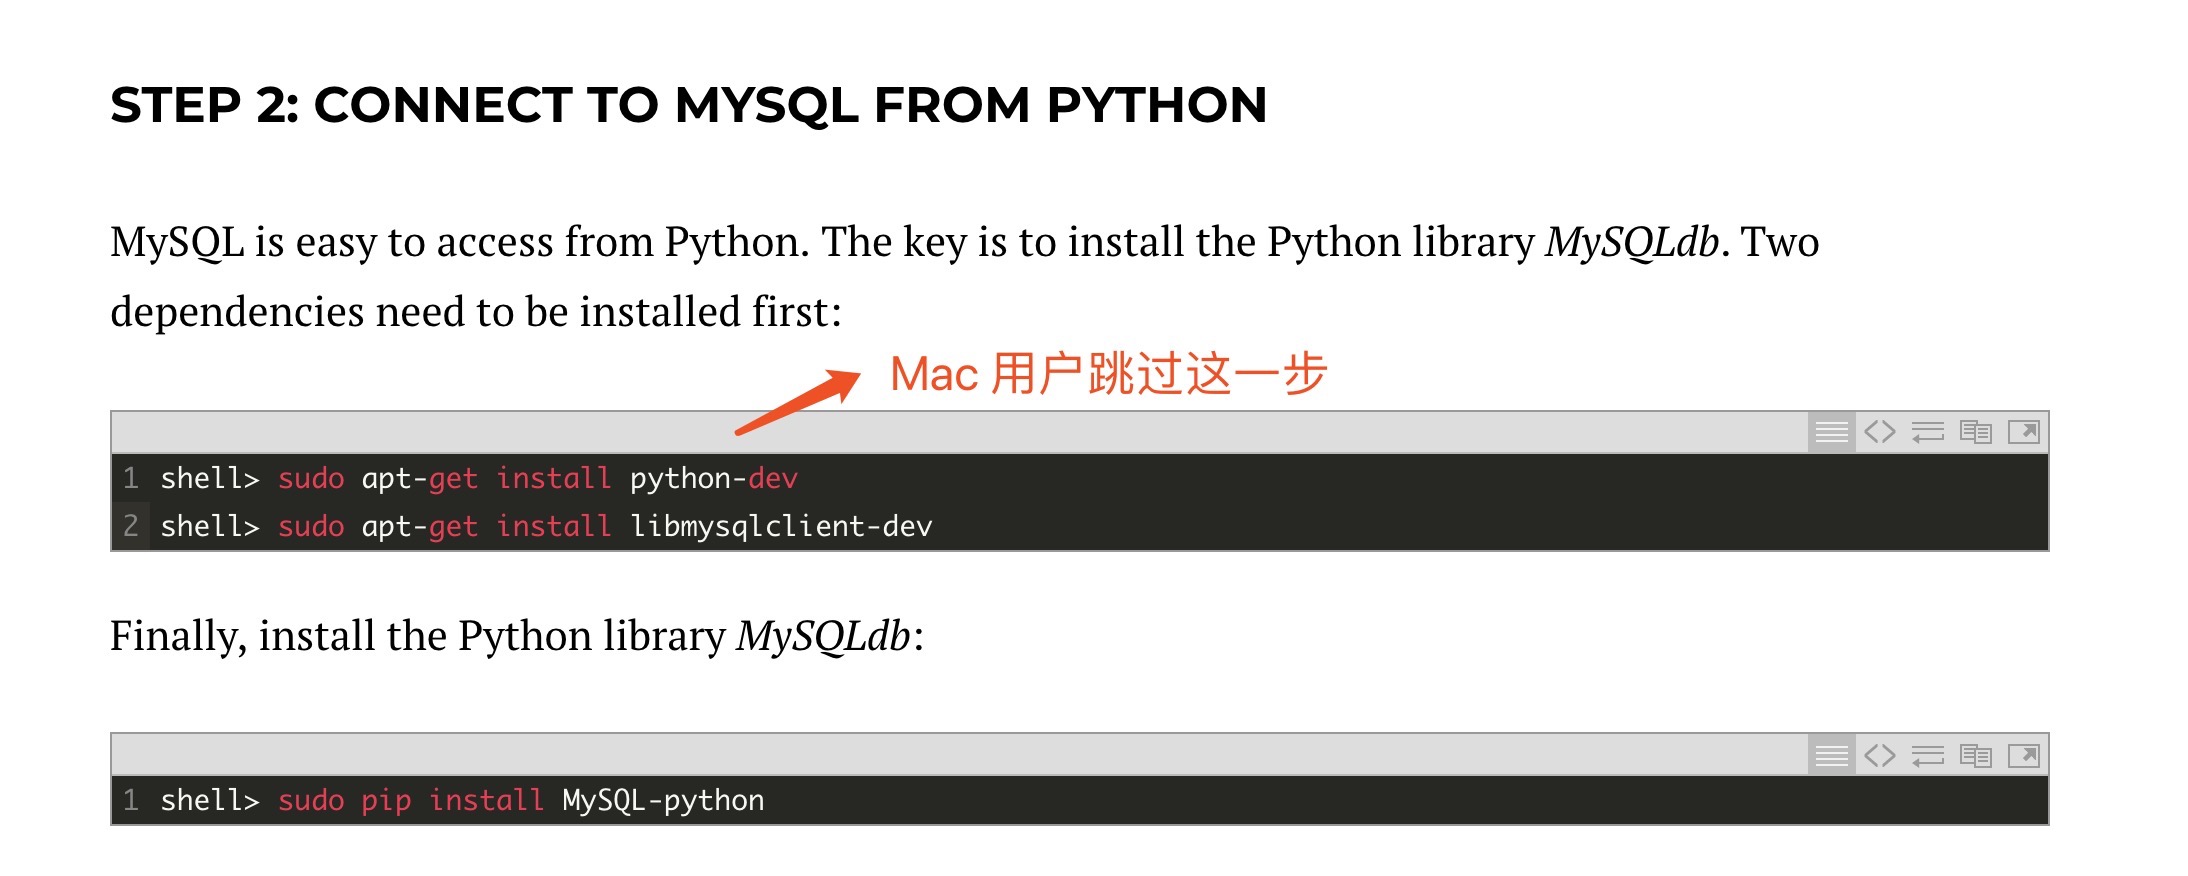 STEP 2: CONNECT TO MYSQL FROM PYTHON
MySQL is easy to access from Python. The key is to install the Python library MySQLdb. Two
dependencies need to be installed first:
Mac 用户跳过这一步
1 shell> sudo apt-get install python-dev
2 shell> sudo apt-get install libmysqlclient-dev
Finally, install the Python library MySQLdb:
1 shell> sudo pip install MySQL-python